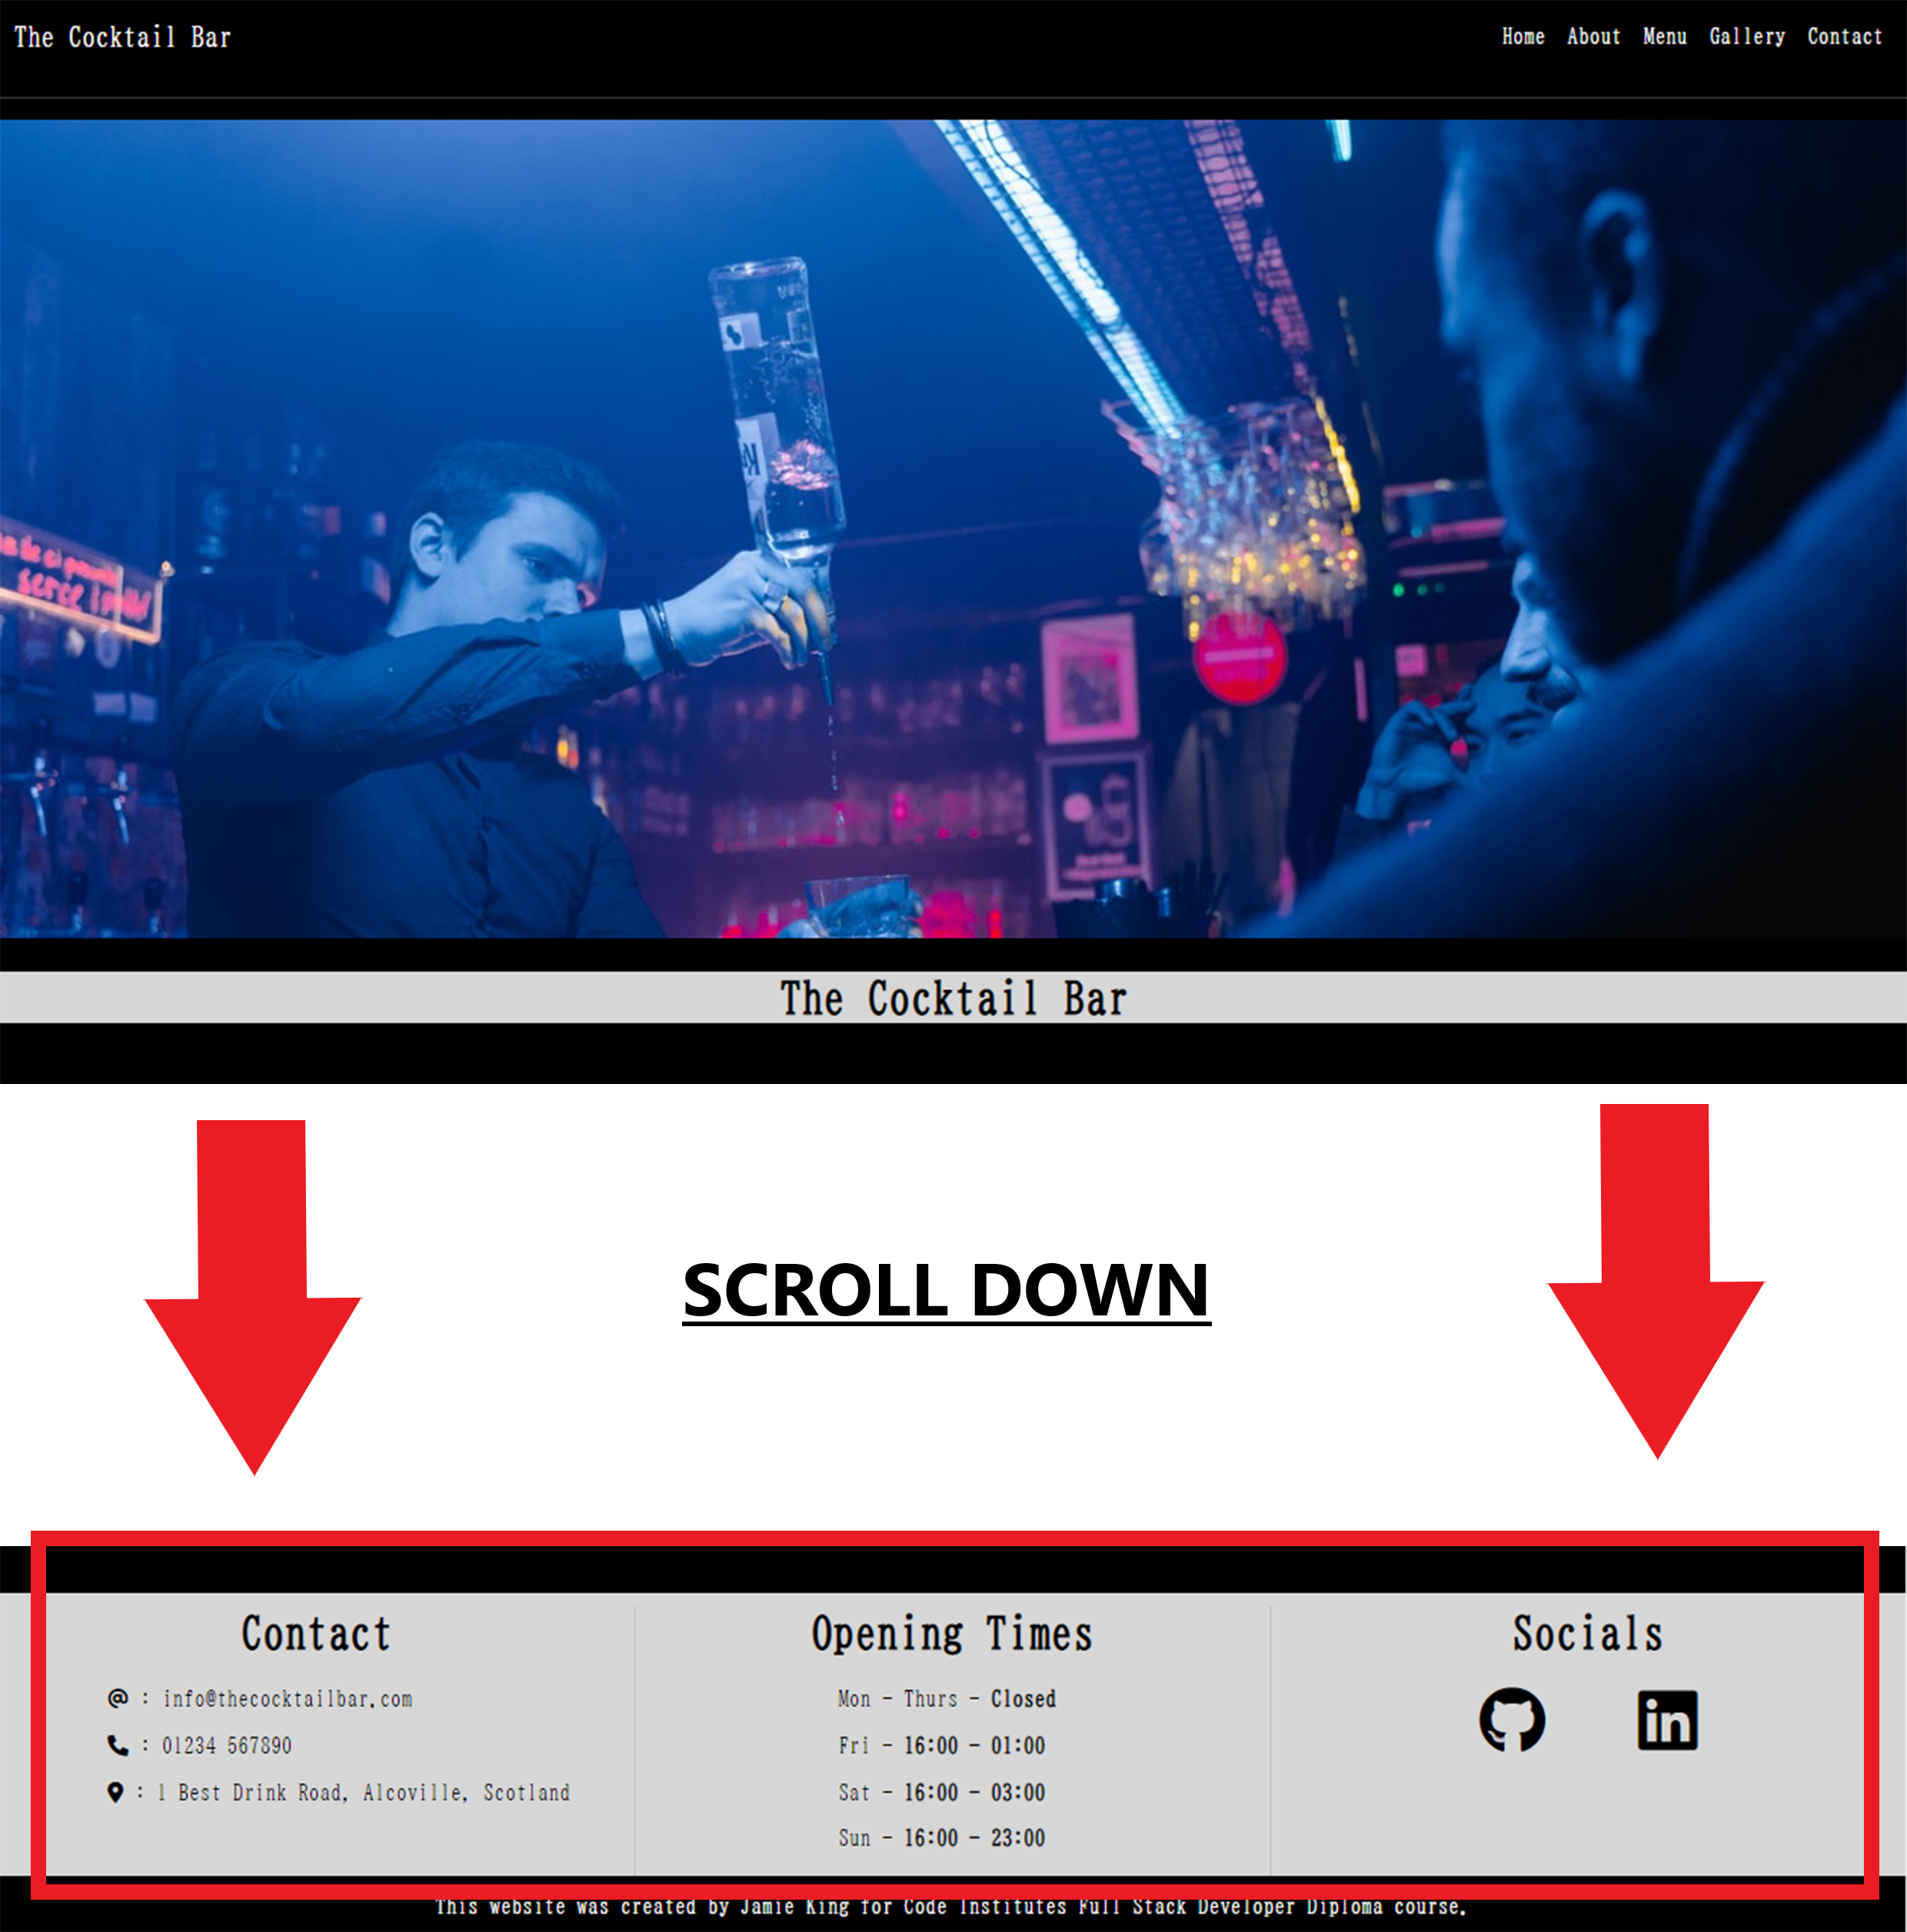 The Cocktail Bar
Home About Menu Gallery Contact
The Cocktail Bar
SCROLL DOWN
Contact
@ : info@thecocktailbar.com
: 01234 567890
: 1 Best Drink Road, Alcoville, Scotland
Opening Times
Mon - Thurs - Closed
Fri - 16:00 - 01:00
Sat - 16:00 - 03:00
Sun - 16:00 - 23:00
Socials
in
This website was created by Jamie King for Code Institutes Full Stack Developer Diploma course.